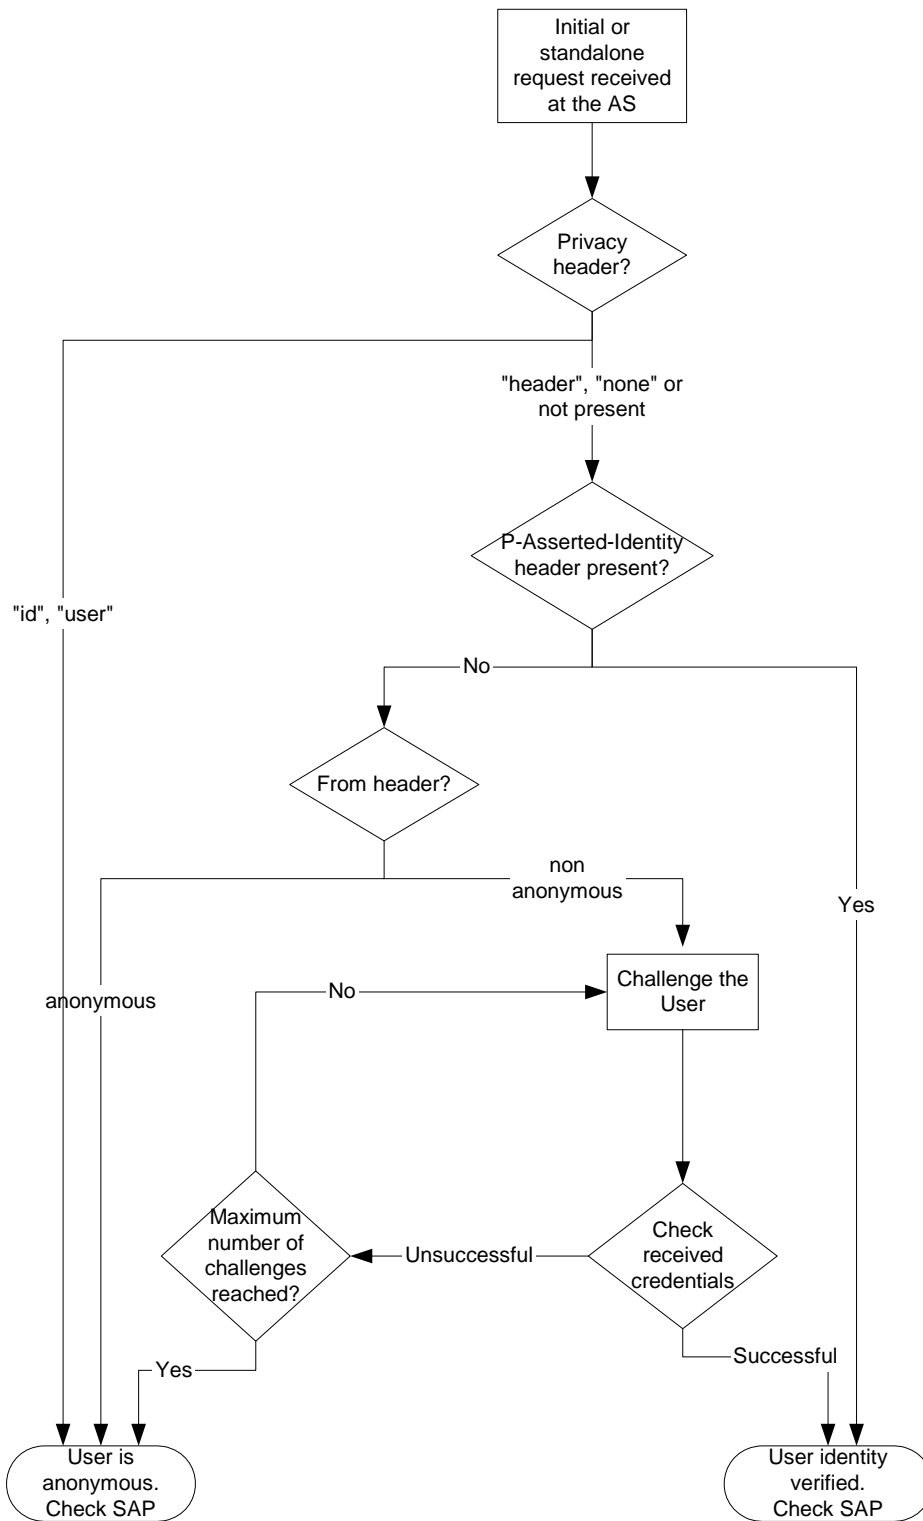 Initial or
standalone
request received
at the AS
Privacy
header?
"header", "none" or
not present
P-Asserted-Identity
header present?
"id", "user"
No
From header?
non
anonymous
Yes
anonymous
No
Challenge the
User
Maximum
number of
challenges
reached?
Unsuccessful
Check
received
credentials
Yes
Successful
User is
anonymous.
Check SAP
User identity
verified.
Check SAP